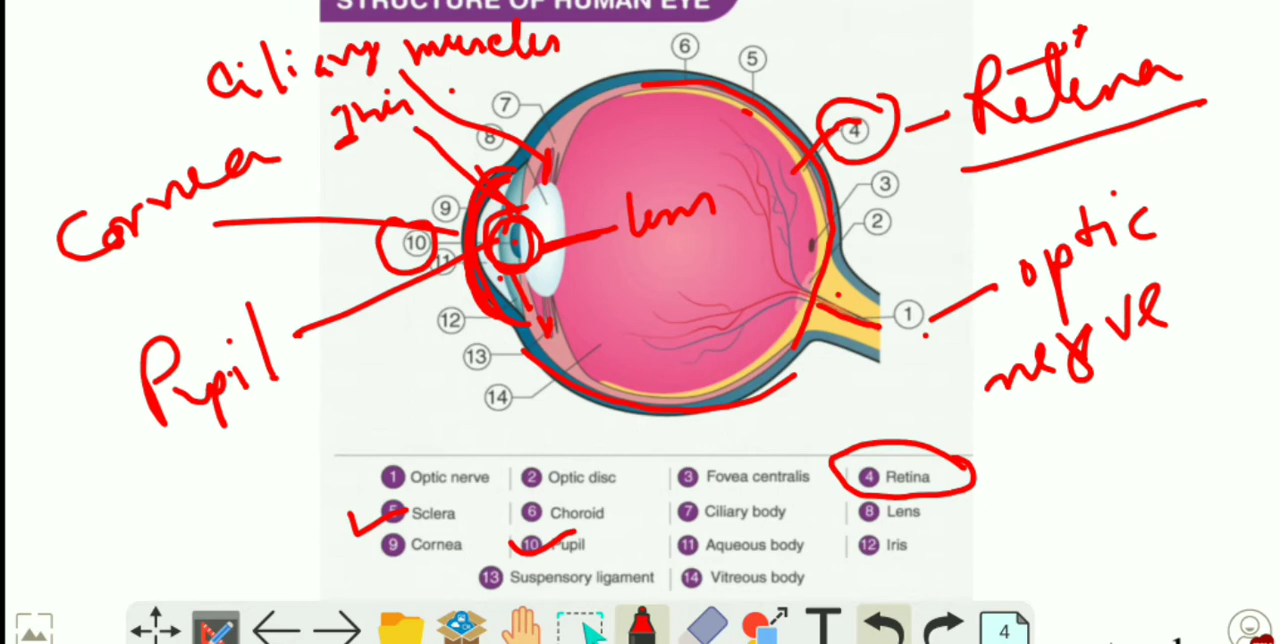 STRUCTURE OF HUMAN EYE
Ciliary muscles
Cornea
Pupil
lens
Retina
optic
nerve
6
5
7
4
8
3
9
2
10
11
1
12
13
14
1 Optic nerve
2 Optic disc
3 Fovea centralis
4 Retina
5 Sclera
6 Choroid
7 Ciliary body
8 Lens
9 Cornea
10 Pupil
11 Aqueous body
12 Iris
13 Suspensory ligament
14 Vitreous body
T
4